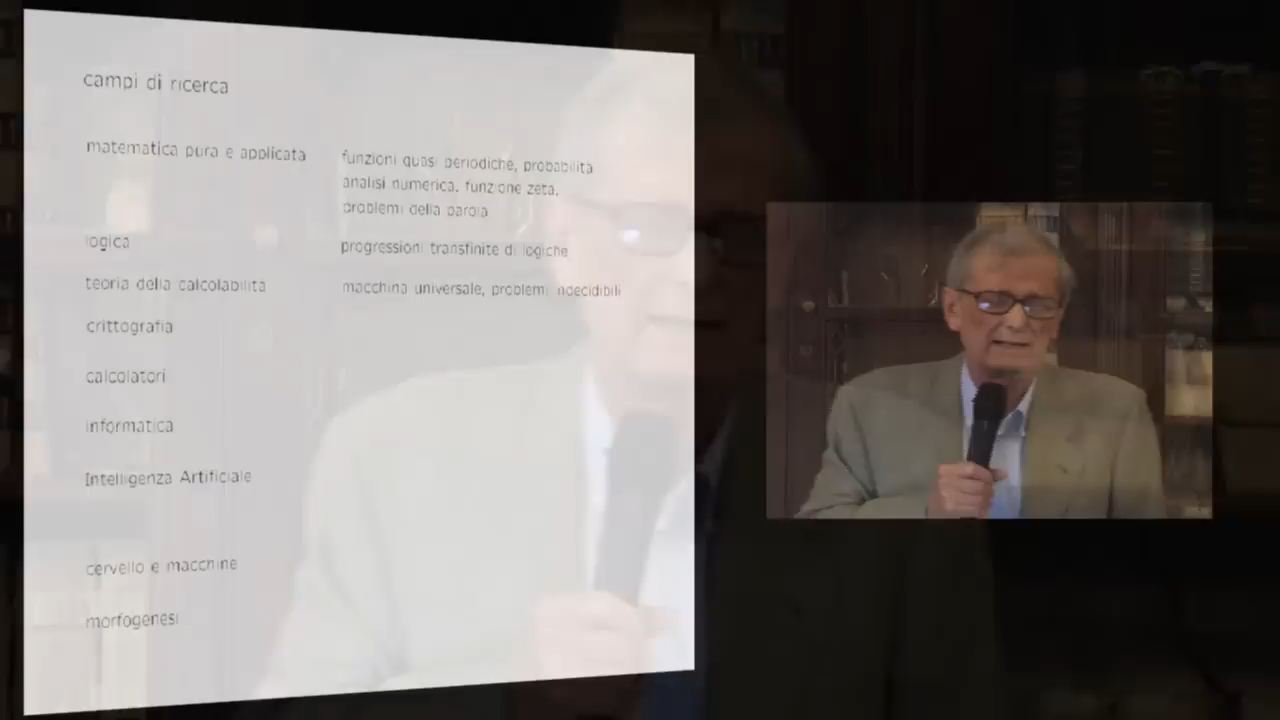 campi di ricerca
matematica pura e applicata
funzioni quasi periodiche, probabilità
analisi numerica, funzione zeta,
problemi della parola
logica
progressioni transfinite di logiche
teoria della calcolabilità
macchina universale, problemi indecidibili
crittografia
calcolatori
informatica
Intelligenza Artificiale
cervello e macchine
morfogenesi